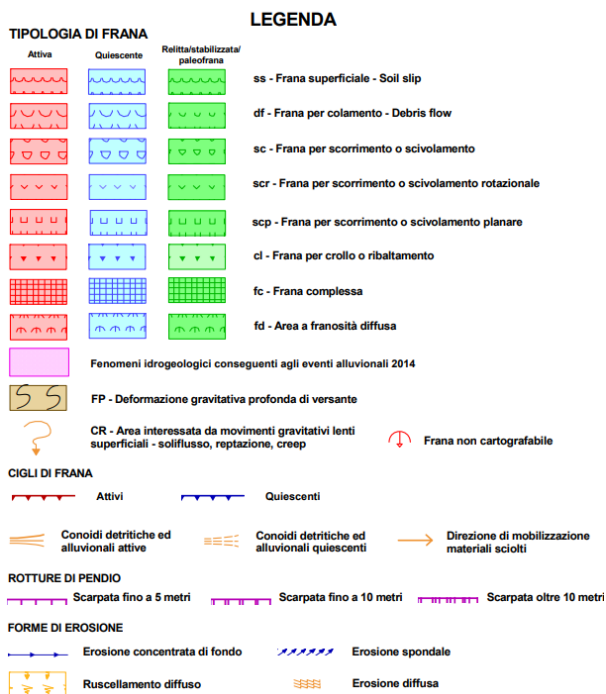 LEGENDA
TIPOLOGIA DI FRANA
Attiva
Quiescente
Relitta/stabilizzata/
paleofrana
ss - Frana superficiale - Soil slip
df - Frana per colamento - Debris flow
sc - Frana per scorrimento o scivolamento
scr - Frana per scorrimento o scivolamento rotazionale
scp - Frana per scorrimento o scivolamento planare
cl - Frana per crollo o ribaltamento
fc - Frana complessa
fd - Area a franosità diffusa
Fenomeni idrogeologici conseguenti agli eventi alluvionali 2014
FP - Deformazione gravitativa profonda di versante
CR - Area interessata da movimenti gravitativi lenti
superficiali - soliflusso, reptazione, creep
Frana non cartografabile
CIGLI DI FRANA
Attivi
Quiescenti
Conoidi detritiche ed
alluvionali attive
Conoidi detritiche ed
alluvionali quiescenti
Direzione di mobilizzazione
materiali sciolti
ROTTURE DI PENDIO
Scarpata fino a 5 metri
Scarpata fino a 10 metri
Scarpata oltre 10 metri
FORME DI EROSIONE
Erosione concentrata di fondo
Erosione spondale
Ruscellamento diffuso
Erosione diffusa